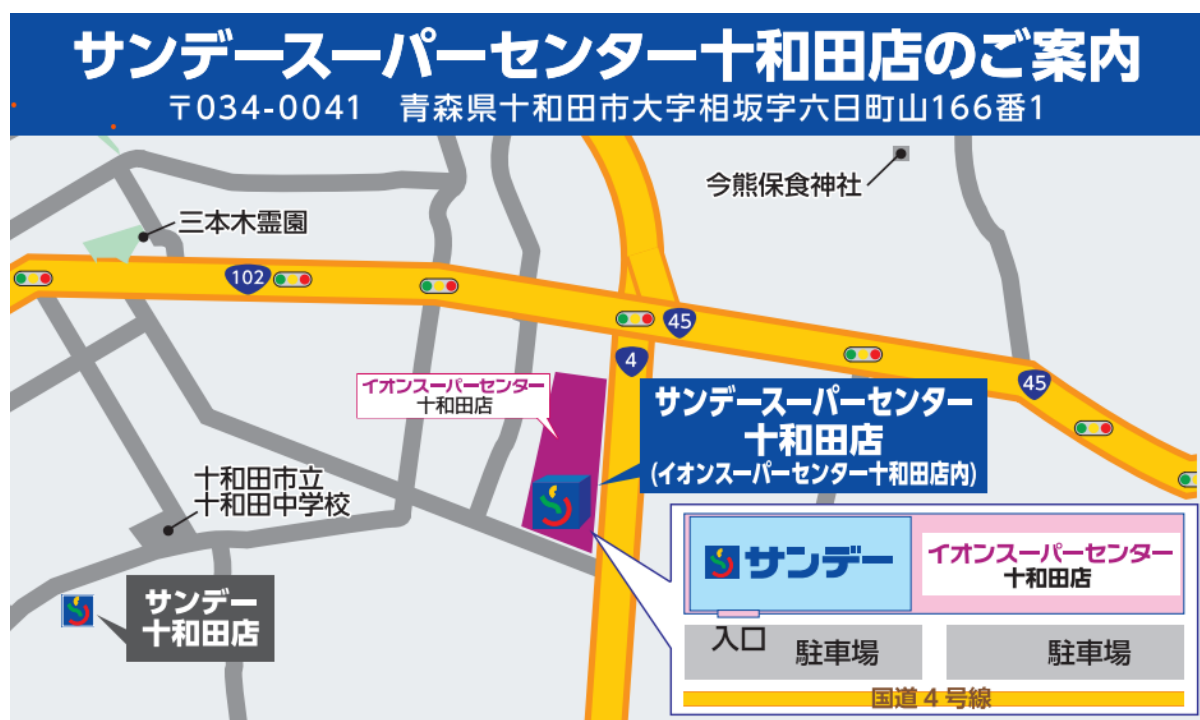 サンデースーパーセンター十和田店のご案内
〒034-0041　青森県十和田市大字相坂字六日町山166番1
今熊保食神社
三本木霊園
102
45
4
45
イオンスーパーセンター
十和田店
サンデースーパーセンター
十和田店
(イオンスーパーセンター十和田店内)
十和田市立
十和田中学校
サンデー
十和田店
サンデー
イオンスーパーセンター
十和田店
入口
駐車場
駐車場
国道4号線